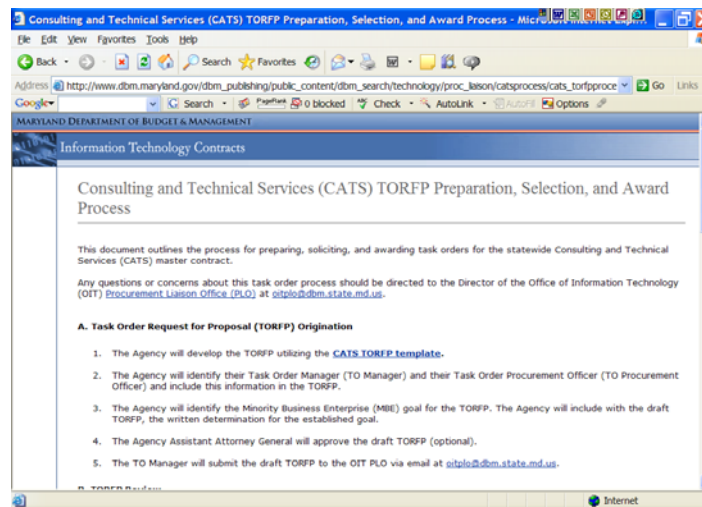 Consulting and Technical Services (CATS) TORFP Preparation, Selection, and Award Process - Microsoft Internet Expl...
File Edit View Favorites Tools Help
Back Search Favorites
Address http://www.dbm.maryland.gov/dbm_publishing/public_content/dbm_search/technology/proc_liaison/catsprocess/cats_torfpproce Go Links
Google Search PageRank 0 blocked Check AutoLink AutoFill Options
MARYLAND DEPARTMENT OF BUDGET & MANAGEMENT
Information Technology Contracts
Consulting and Technical Services (CATS) TORFP Preparation, Selection, and Award
Process
This document outlines the process for preparing, soliciting, and awarding task orders for the statewide Consulting and Technical
Services (CATS) master contract.
Any questions or concerns about this task order process should be directed to the Director of the Office of Information Technology
(OIT) Procurement Liaison Office (PLO) at oitplo@dbm.state.md.us.
A. Task Order Request for Proposal (TORFP) Origination
1. The Agency will develop the TORFP utilizing the CATS TORFP template.
2. The Agency will identify their Task Order Manager (TO Manager) and their Task Order Procurement Officer (TO Procurement
Officer) and include this information in the TORFP.
3. The Agency will identify the Minority Business Enterprise (MBE) goal for the TORFP. The Agency will include with the draft
TORFP, the written determination for the established goal.
4. The Agency Assistant Attorney General will approve the draft TORFP (optional).
5. The TO Manager will submit the draft TORFP to the OIT PLO via email at oitplo@dbm.state.md.us.
B. TORFP Review
Internet